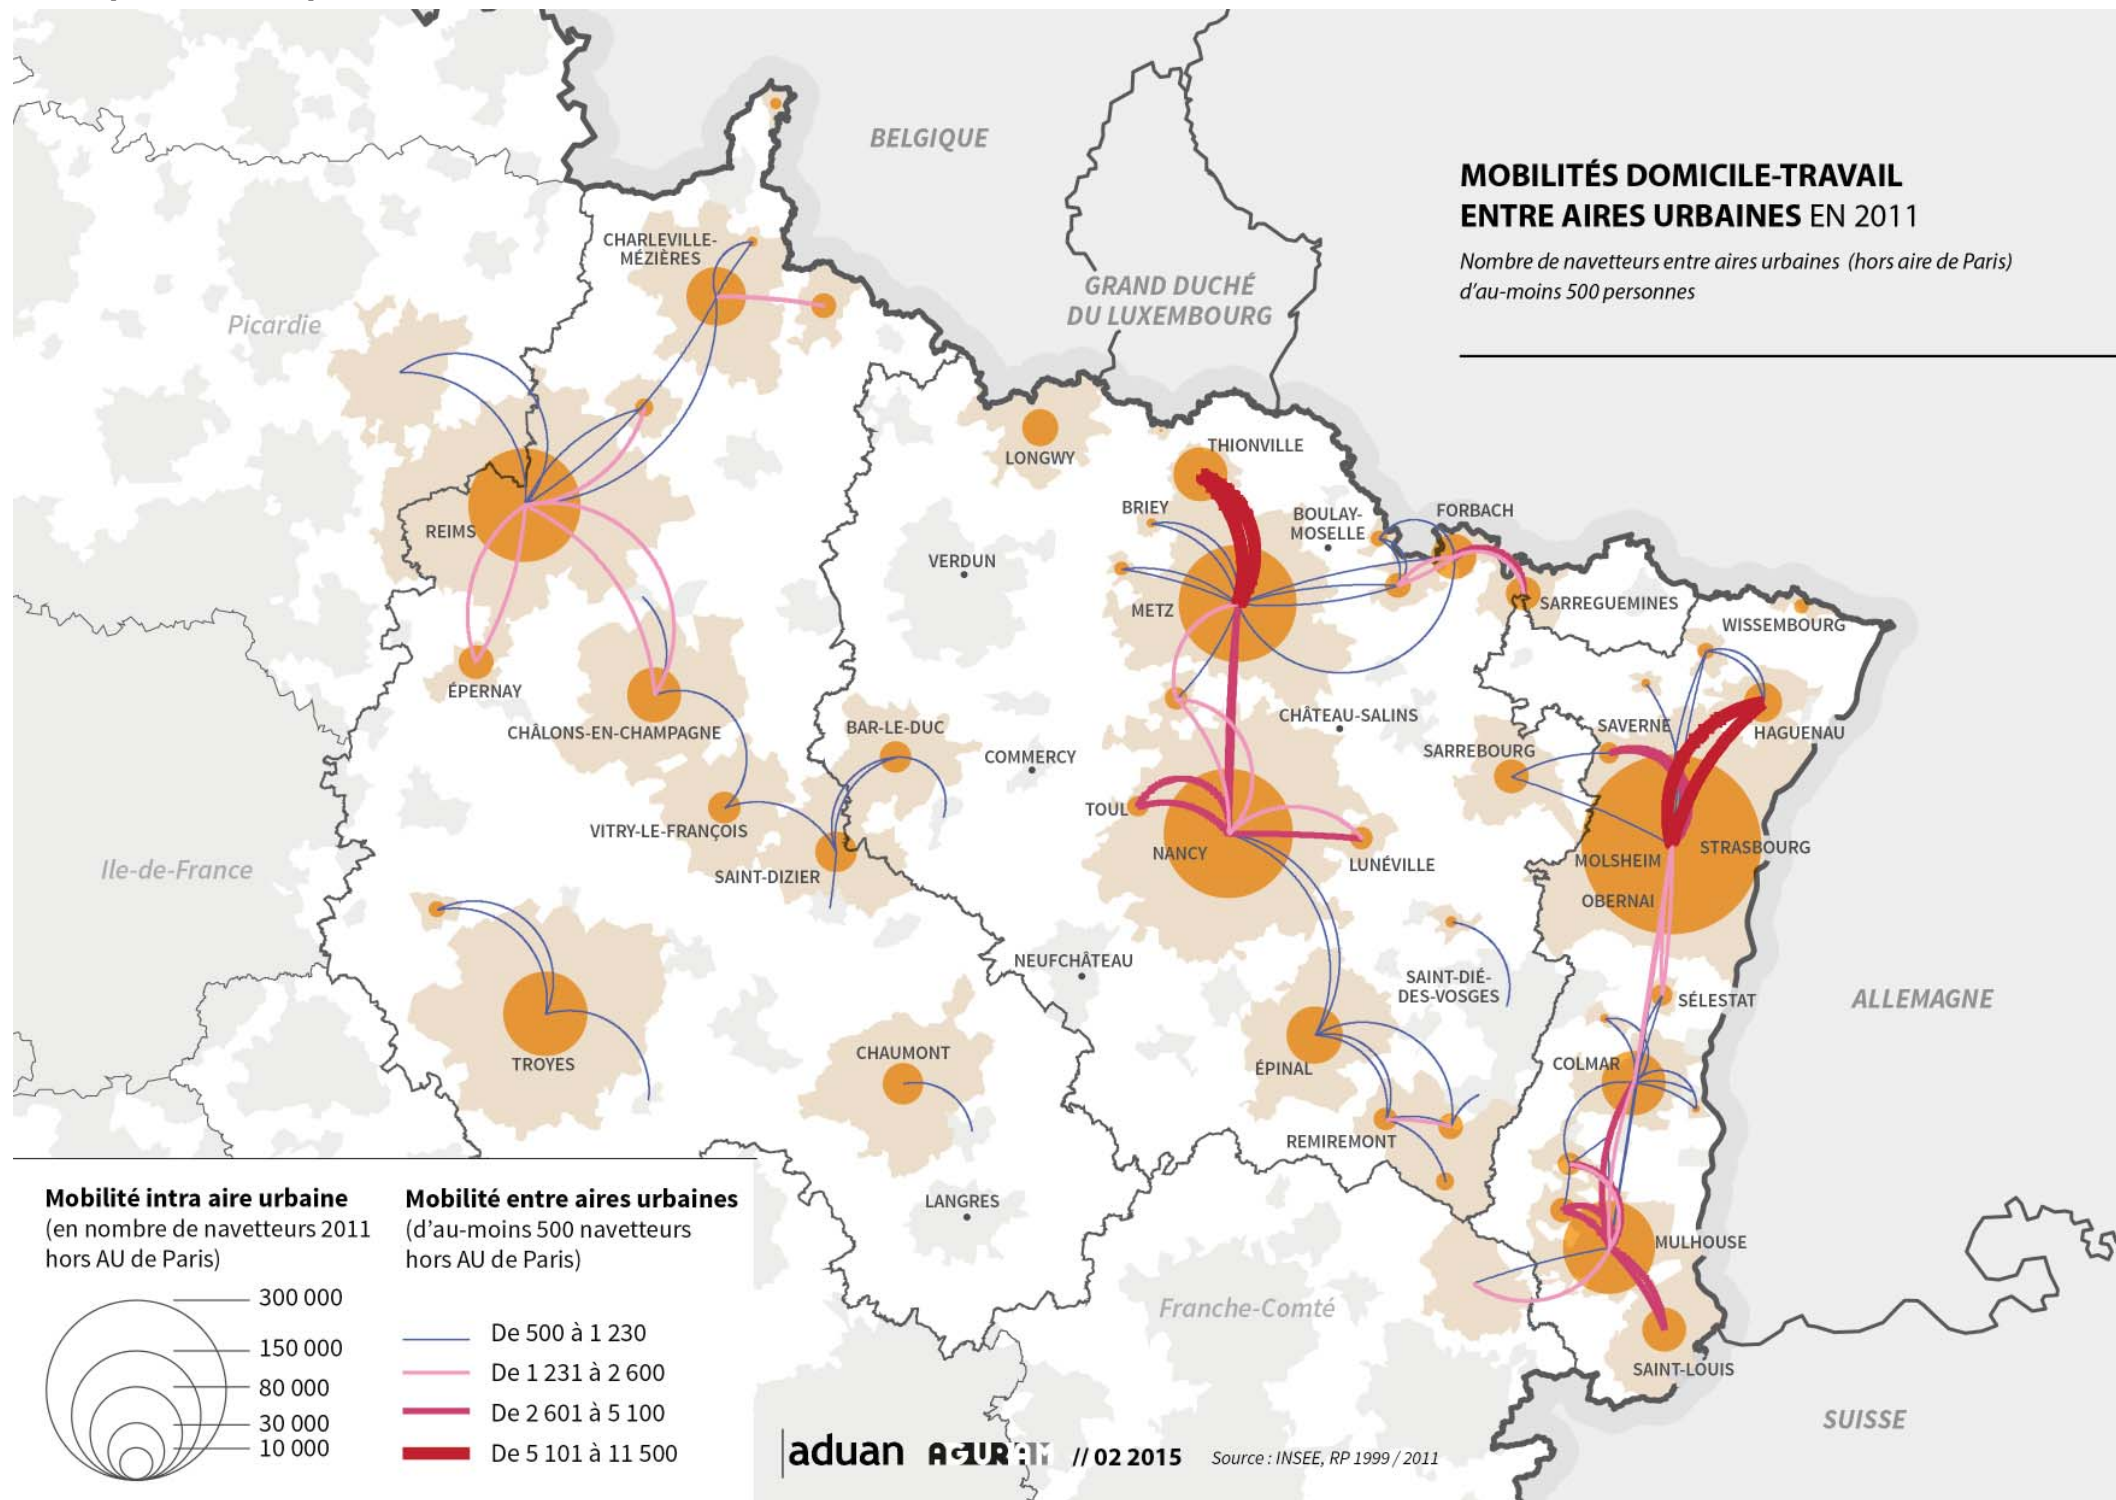 BELGIQUE
MOBILITÉS DOMICILE-TRAVAIL
ENTRE AIRES URBAINES EN 2011
Nombre de navetteurs entre aires urbaines (hors aire de Paris)
d'au-moins 500 personnes
CHARLEVILLE-
MÉZIÈRES
GRAND DUCHÉ
DU LUXEMBOURG
Picardie
THIONVILLE
LONGWY
BRIEY
BOULAY-
MOSELLE
FORBACH
REIMS
VERDUN
METZ
SARREGUEMINES
WISSEMBOURG
ÉPERNAY
CHÂLONS-EN-CHAMPAGNE
BAR-LE-DUC
CHÂTEAU-SALINS
SAVERNE
HAGUENAU
COMMERCY
SARREBOURG
TOUL
VITRY-LE-FRANÇOIS
NANCY
LUNÉVILLE
STRASBOURG
MOLSHEIM
Ile-de-France
SAINT-DIZIER
OBERNAI
NEUFCHÂTEAU
SAINT-DIÉ-
DES-VOSGES
SÉLESTAT
ALLEMAGNE
TROYES
CHAUMONT
ÉPINAL
COLMAR
REMIREMONT
LANGRES
MULHOUSE
Franche-Comté
SAINT-LOUIS
SUISSE
Mobilité intra aire urbaine
(en nombre de navetteurs 2011
hors AU de Paris)
300 000
150 000
80 000
30 000
10 000
Mobilité entre aires urbaines
(d'au-moins 500 navetteurs
hors AU de Paris)
De 500 à 1 230
De 1 231 à 2 600
De 2 601 à 5 100
De 5 101 à 11 500
aduan AGURAM // 02 2015 Source : INSEE, RP 1999 / 2011